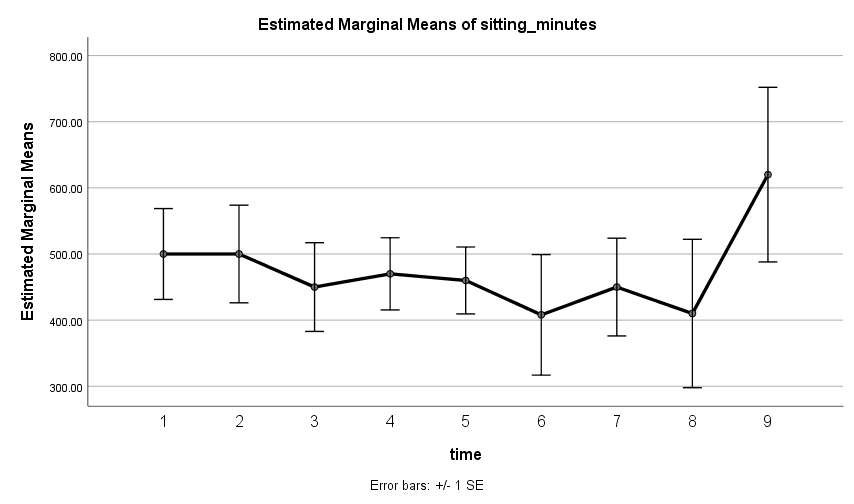 Estimated Marginal Means of sitting_minutes
Estimated Marginal Means
800.00
700.00
600.00
500.00
400.00
300.00
1 2 3 4 5 6 7 8 9
time
Error bars: +/- 1 SE